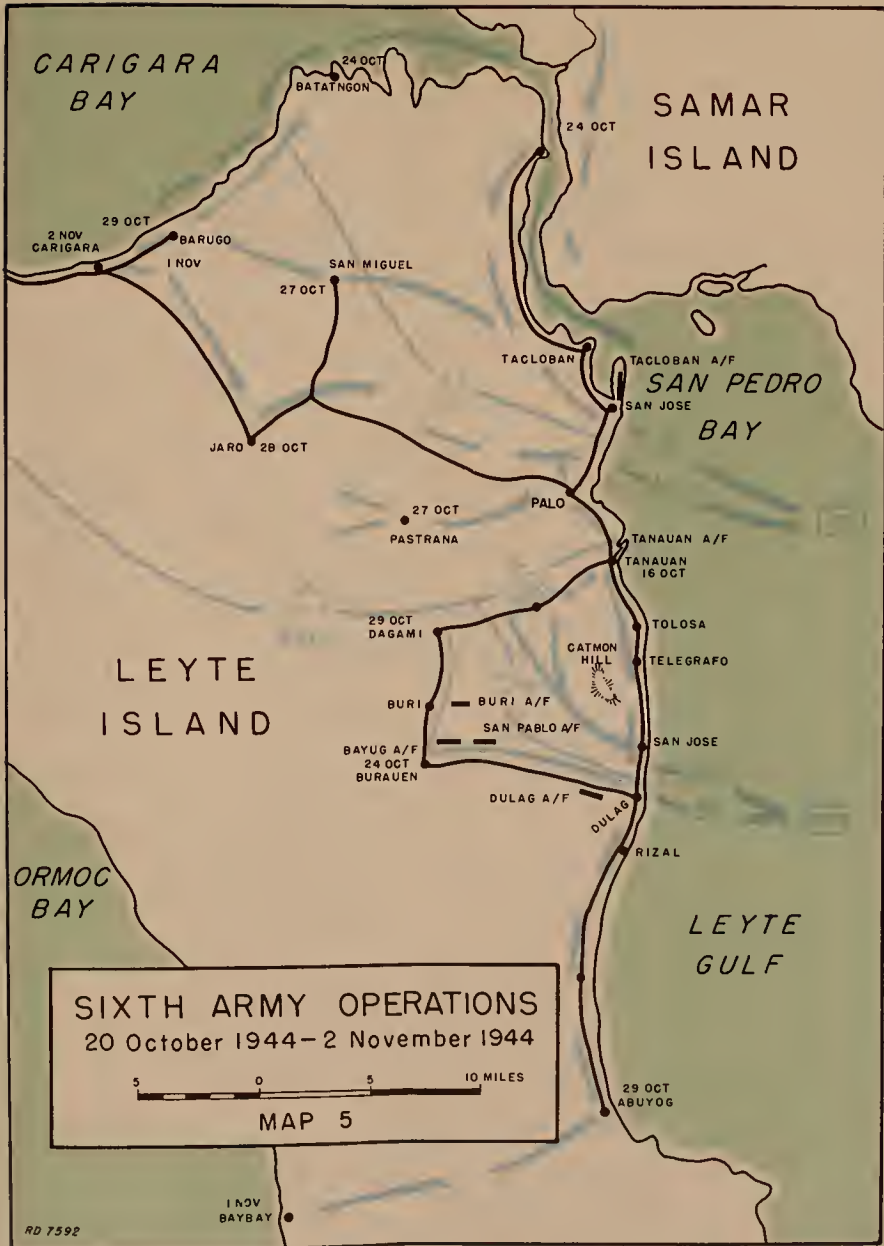 CARIGARA
BAY
24 OCT
BATATNGON
24 OCT
SAMAR
ISLAND
29 OCT
BARUGO
2 NOV
CARIGARA
1 NOV
SAN MIGUEL
27 OCT
TACLOBAN
TACLOBAN A/F
SAN PEDRO
BAY
SAN JOSE
JARO
28 OCT
PALO
27 OCT
PASTRANA
TANAUAN A/F
TANAUAN
16 OCT
29 OCT
DAGAMI
TOLOSA
CATMON
HILL
TELEGRAFO
LEYTE
ISLAND
BURI
BURI A/F
SAN PABLO A/F
SAN JOSE
BAYUG A/F
24 OCT
BURAUEN
DULAG A/F
DULAG
RIZAL
ORMOC
BAY
LEYTE
GULF
SIXTH ARMY OPERATIONS
20 October 1944-2 November 1944
5 0 5 10 MILES
MAP 5
29 OCT
ABUYOG
1 NOV
BAYBAY
RD 7592